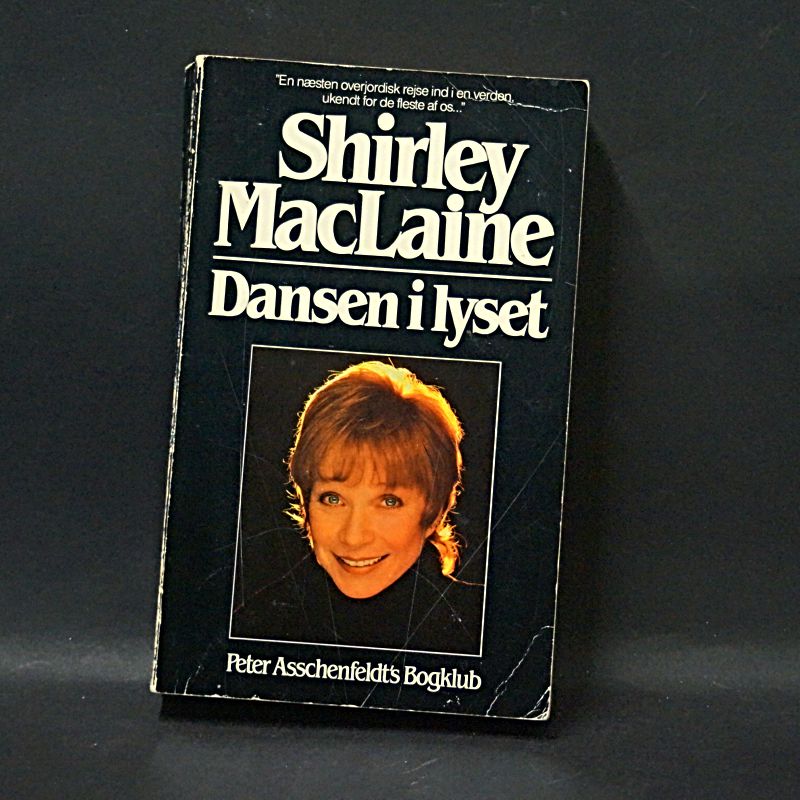 "En næsten overjordisk rejse ind i en verden,
ukendt for de fleste af os..."
Shirley
MacLaine
Dansen i lyset
Peter Asschenfeldt's Bogklub